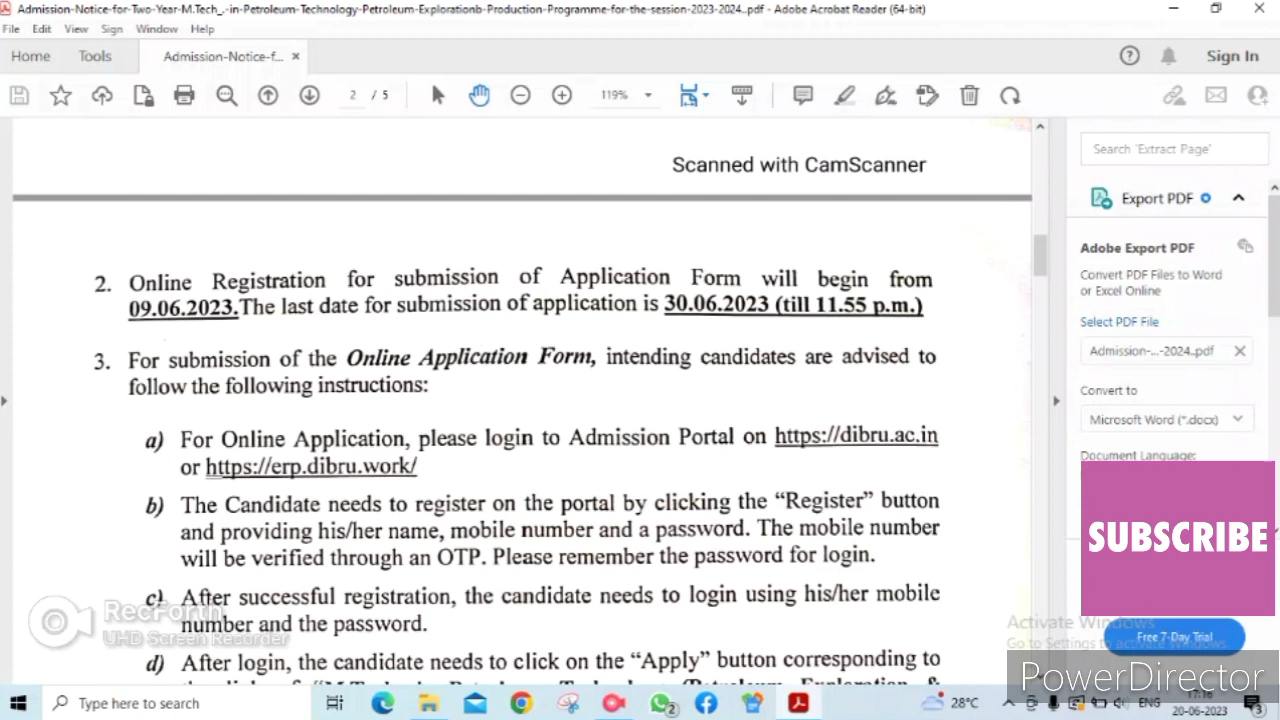 Admission-Notice-for-Two-Year-M.Tech_.-in-Petroleum-Technology-Petroleum-Explorationb-Production-Programme-for-the-session-2023-2024..pdf - Adobe Acrobat Reader (64-bit)
File Edit View Sign Window Help
Home Tools Admission-Notice-f... × Sign In
2 / 5 119%
Scanned with CamScanner
Search 'Extract Page'
Export PDF
Adobe Export PDF
Convert PDF Files to Word
or Excel Online
Select PDF File
Admission-...-2024..pdf
Convert to
Microsoft Word (*.docx)
Document Language:
2. Online Registration for submission of Application Form will begin from
09.06.2023.The last date for submission of application is 30.06.2023 (till 11.55 p.m.)
3. For submission of the Online Application Form, intending candidates are advised to
follow the following instructions:
a) For Online Application, please login to Admission Portal on https://dibru.ac.in
or https://erp.dibru.work/
b) The Candidate needs to register on the portal by clicking the “Register” button
and providing his/her name, mobile number and a password. The mobile number
will be verified through an OTP. Please remember the password for login.
c) After successful registration, the candidate needs to login using his/her mobile
number and the password.
d) After login, the candidate needs to click on the “Apply” button corresponding to
SUBSCRIBE
RecForth
UHD Screen Recorder
Activate Windows
Go to Settings to activate Windows.
Free 7-Day Trial
PowerDirector
Type here to search
2
28°C
ENG
17:16
20-06-2023
3